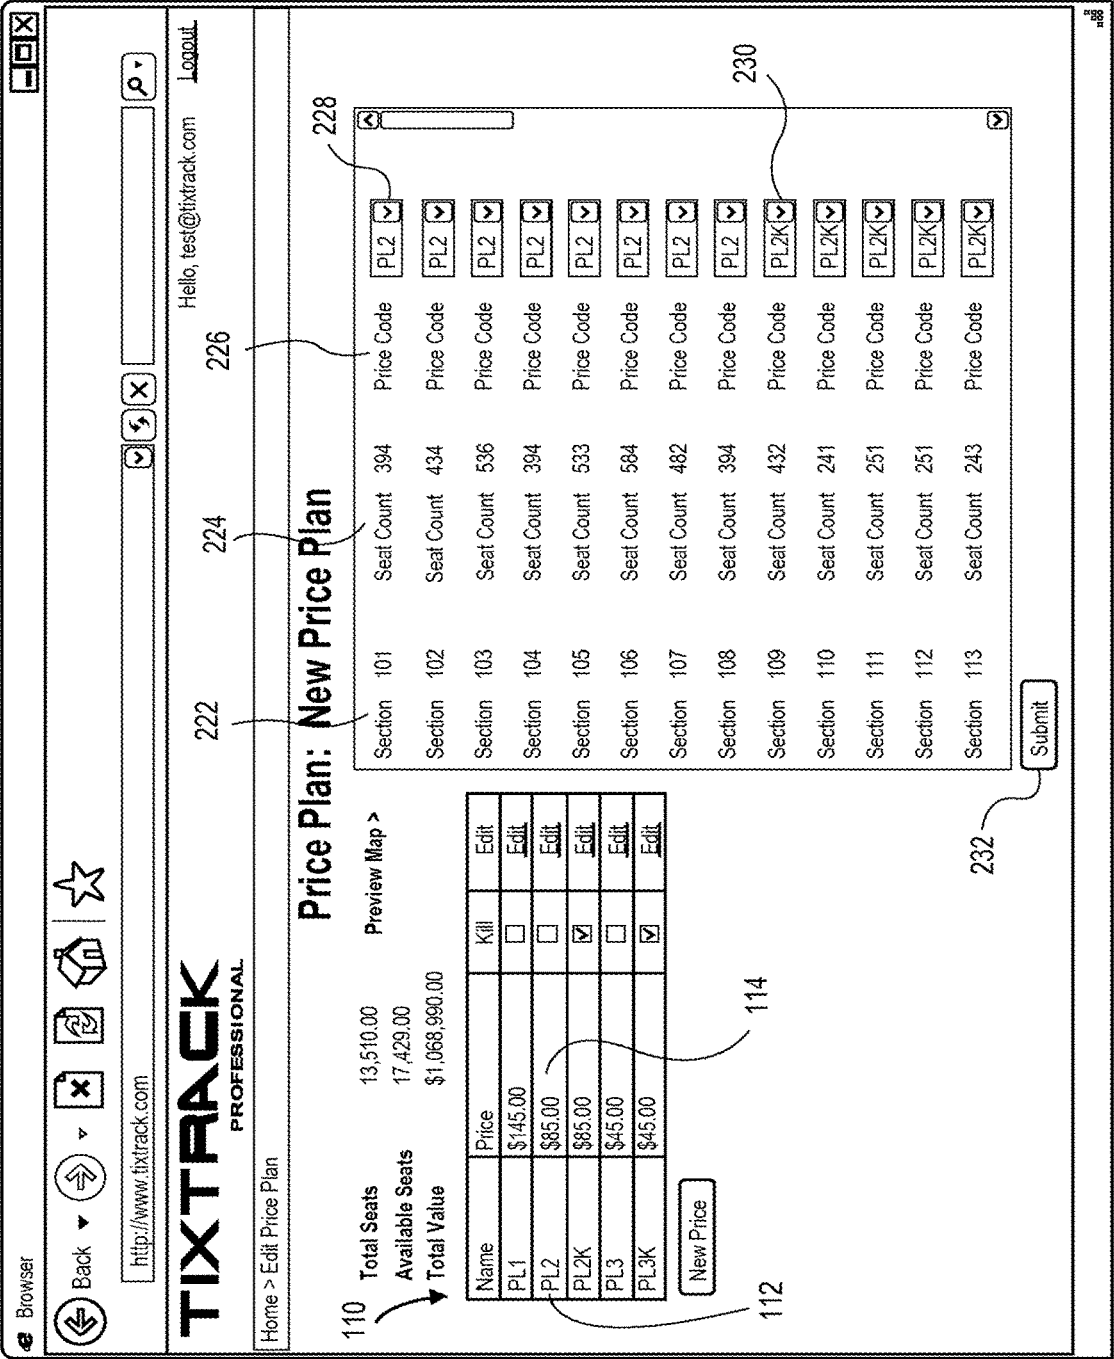 Browser
Back
http://www.tixtrack.com
TIXTRACK
PROFESSIONAL
Hello, test@tixtrack.com Logout
Home > Edit Price Plan
Price Plan: New Price Plan
110
Total Seats 13,510.00 Preview Map >
Available Seats 17,429.00
Total Value $1,068,990.00
Name Price Kill Edit
PL1 $145.00 Edit
PL2 $85.00 Edit
PL2K $85.00 Edit
PL3 $45.00 Edit
PL3K $45.00 Edit
New Price
112
114
222
224
226
228
Section 101 Seat Count 394 Price Code PL2
Section 102 Seat Count 434 Price Code PL2
Section 103 Seat Count 536 Price Code PL2
Section 104 Seat Count 394 Price Code PL2
Section 105 Seat Count 533 Price Code PL2
Section 106 Seat Count 584 Price Code PL2
Section 107 Seat Count 482 Price Code PL2
Section 108 Seat Count 394 Price Code PL2
Section 109 Seat Count 432 Price Code PL2K
Section 110 Seat Count 241 Price Code PL2K
Section 111 Seat Count 251 Price Code PL2K
Section 112 Seat Count 251 Price Code PL2K
Section 113 Seat Count 243 Price Code PL2K
230
Submit
232